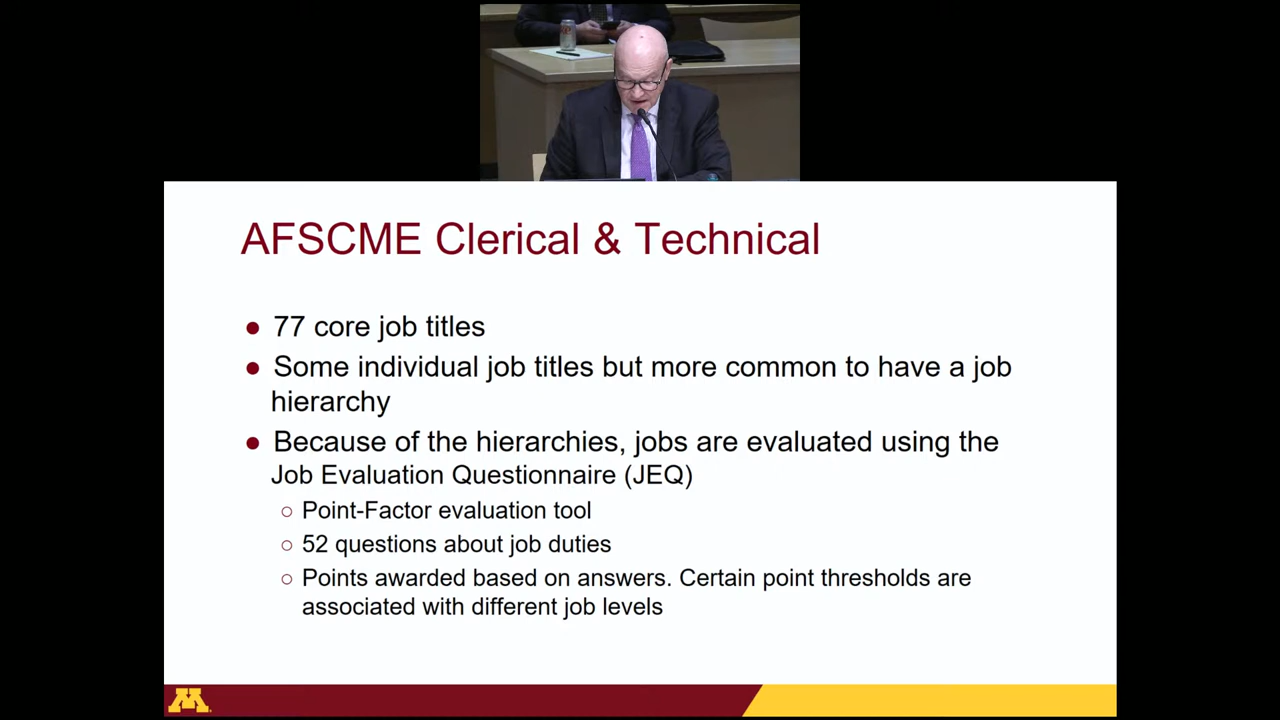 AFSCME Clerical & Technical
● 77 core job titles
● Some individual job titles but more common to have a job
hierarchy
● Because of the hierarchies, jobs are evaluated using the
Job Evaluation Questionnaire (JEQ)
○ Point-Factor evaluation tool
○ 52 questions about job duties
○ Points awarded based on answers. Certain point thresholds are
associated with different job levels
M